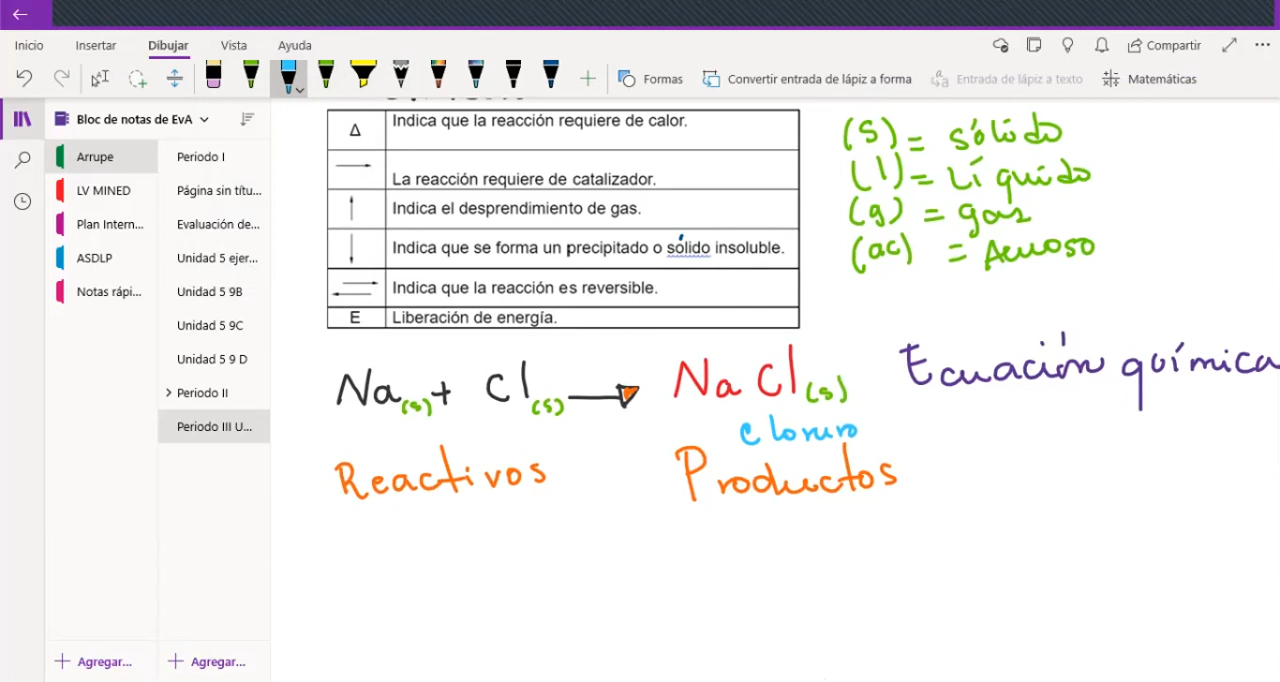 Inicio Insertar Dibujar Vista Ayuda
Compartir
Formas Convertir entrada de lápiz a forma Entrada de lápiz a texto Matemáticas
Bloc de notas de EvA
Arrupe
LV MINED
Plan Intern...
ASDLP
Notas rápi...
Periodo I
Página sin títu...
Evaluación de...
Unidad 5 ejer...
Unidad 5 9B
Unidad 5 9C
Unidad 5 9 D
Periodo II
Periodo III U...
Agregar... Agregar...
Δ Indica que la reacción requiere de calor.
→ La reacción requiere de catalizador.
↑ Indica el desprendimiento de gas.
↓ Indica que se forma un precipitado o sólido insoluble.
⇄ Indica que la reacción es reversible.
E Liberación de energía.
(s) = sólido
(l) = Líquido
(g) = gas
(ac) = Acuoso
Na(s) + Cl(s) → NaCl(s)
Ecuación química
Cloruro
Reactivos Productos